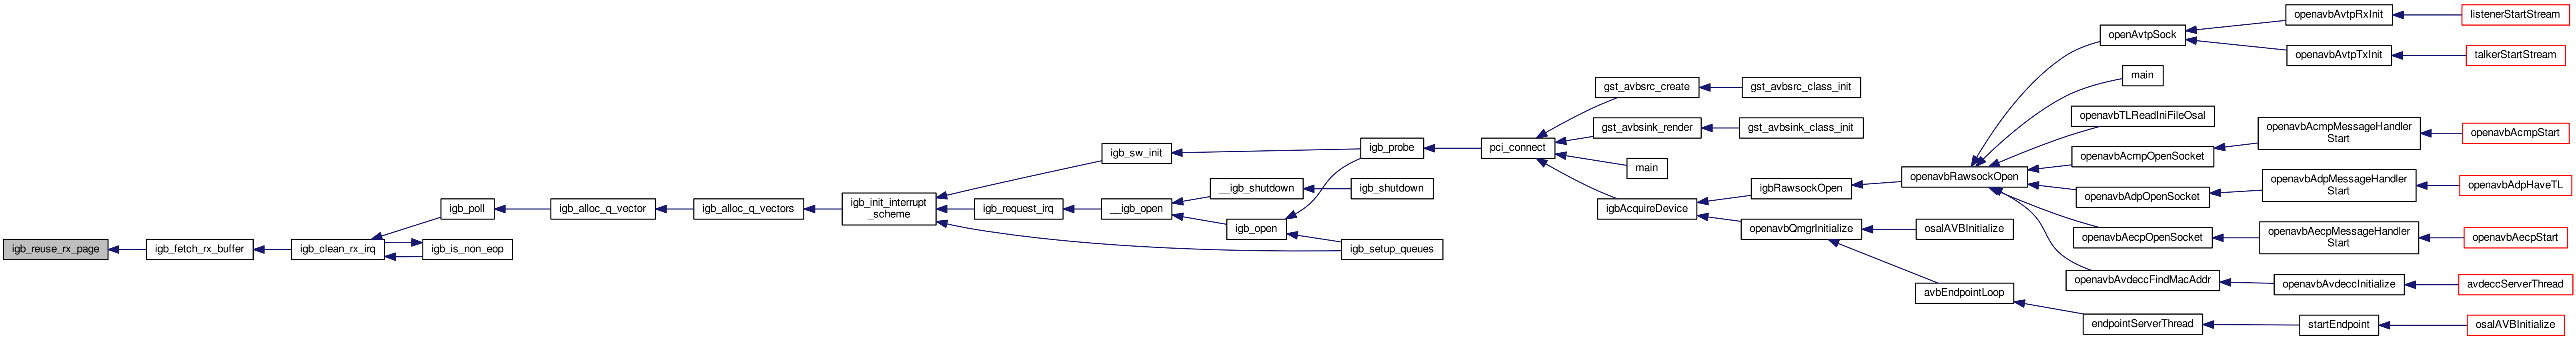 igb_reuse_rx_page
igb_fetch_rx_buffer
igb_clean_rx_irq
igb_poll
igb_is_non_eop
igb_alloc_q_vector
igb_alloc_q_vectors
igb_init_interrupt
_scheme
igb_sw_init
igb_request_irq
__igb_open
__igb_shutdown
igb_open
igb_shutdown
igb_setup_queues
igb_probe
pci_connect
gst_avbsrc_create
gst_avbsrc_class_init
gst_avbsink_render
gst_avbsink_class_init
main
igbAcquireDevice
igbRawsockOpen
openavbQmgrInitialize
osalAVBInitialize
avbEndpointLoop
endpointServerThread
startEndpoint
osalAVBInitialize
openavbRawsockOpen
openAvtpSock
openavbAvtpRxInit
listenerStartStream
openavbAvtpTxInit
talkerStartStream
main
openavbTLReadIniFileOsal
openavbAcmpOpenSocket
openavbAcmpMessageHandler
Start
openavbAcmpStart
openavbAdpOpenSocket
openavbAdpMessageHandler
Start
openavbAdpHaveTL
openavbAecpOpenSocket
openavbAecpMessageHandler
Start
openavbAecpStart
openavbAvdeccFindMacAddr
openavbAvdeccInitialize
avdeccServerThread